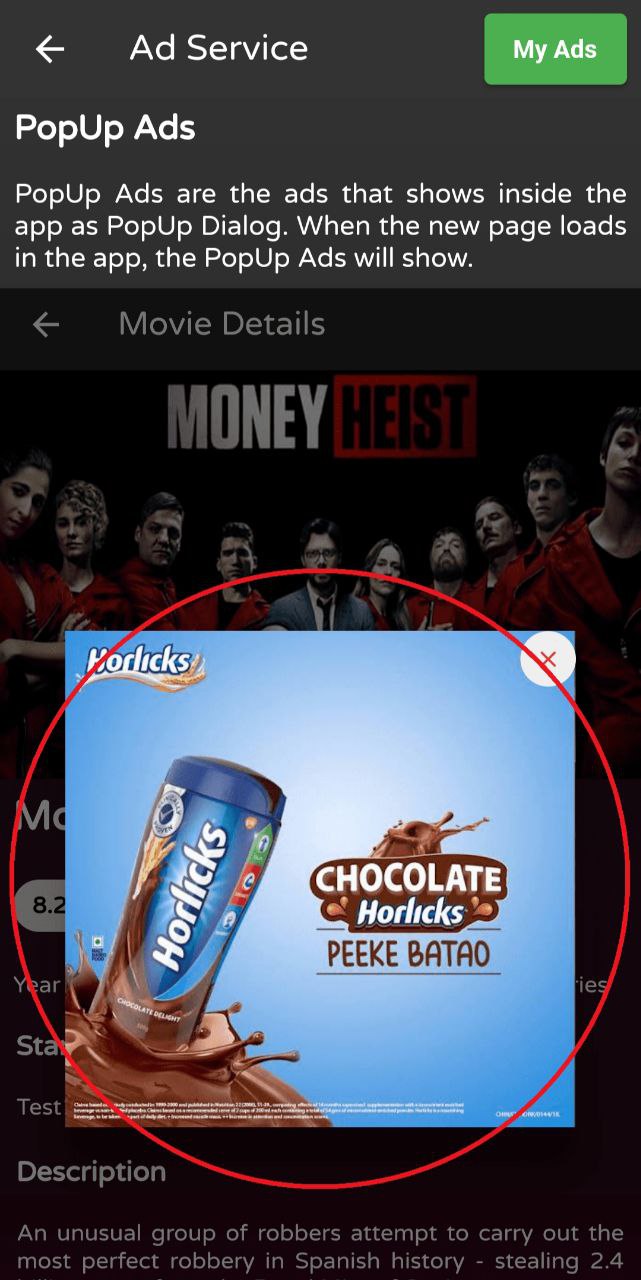 Ad Service
My Ads
PopUp Ads
PopUp Ads are the ads that shows inside the
app as PopUp Dialog. When the new page loads
in the app, the PopUp Ads will show.
Movie Details
MONEY HEIST
Horlicks
CLINICALLY
PROVEN
Horlicks
CHOCOLATE
Horlicks
PEEKE BATAO
CHOCOLATE DELIGHT
Mo
8.2
Year
ries
Sta
Test
Description
An unusual group of robbers attempt to carry out the
most perfect robbery in Spanish history - stealing 2.4